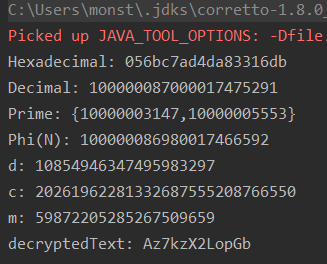 C:\Users\monst\.jdks\corretto-1.8.0_
Picked up JAVA_TOOL_OPTIONS: -Dfile.
Hexadecimal: 056bc7ad4da83316db
Decimal: 100000087000017475291
Prime: {10000003147,10000005553}
Phi(N): 100000086980017466592
d: 10854946347495983297
c: 20261962281332687555208766550
m: 59872205285267509659
decryptedText: Az7kzX2LopGb